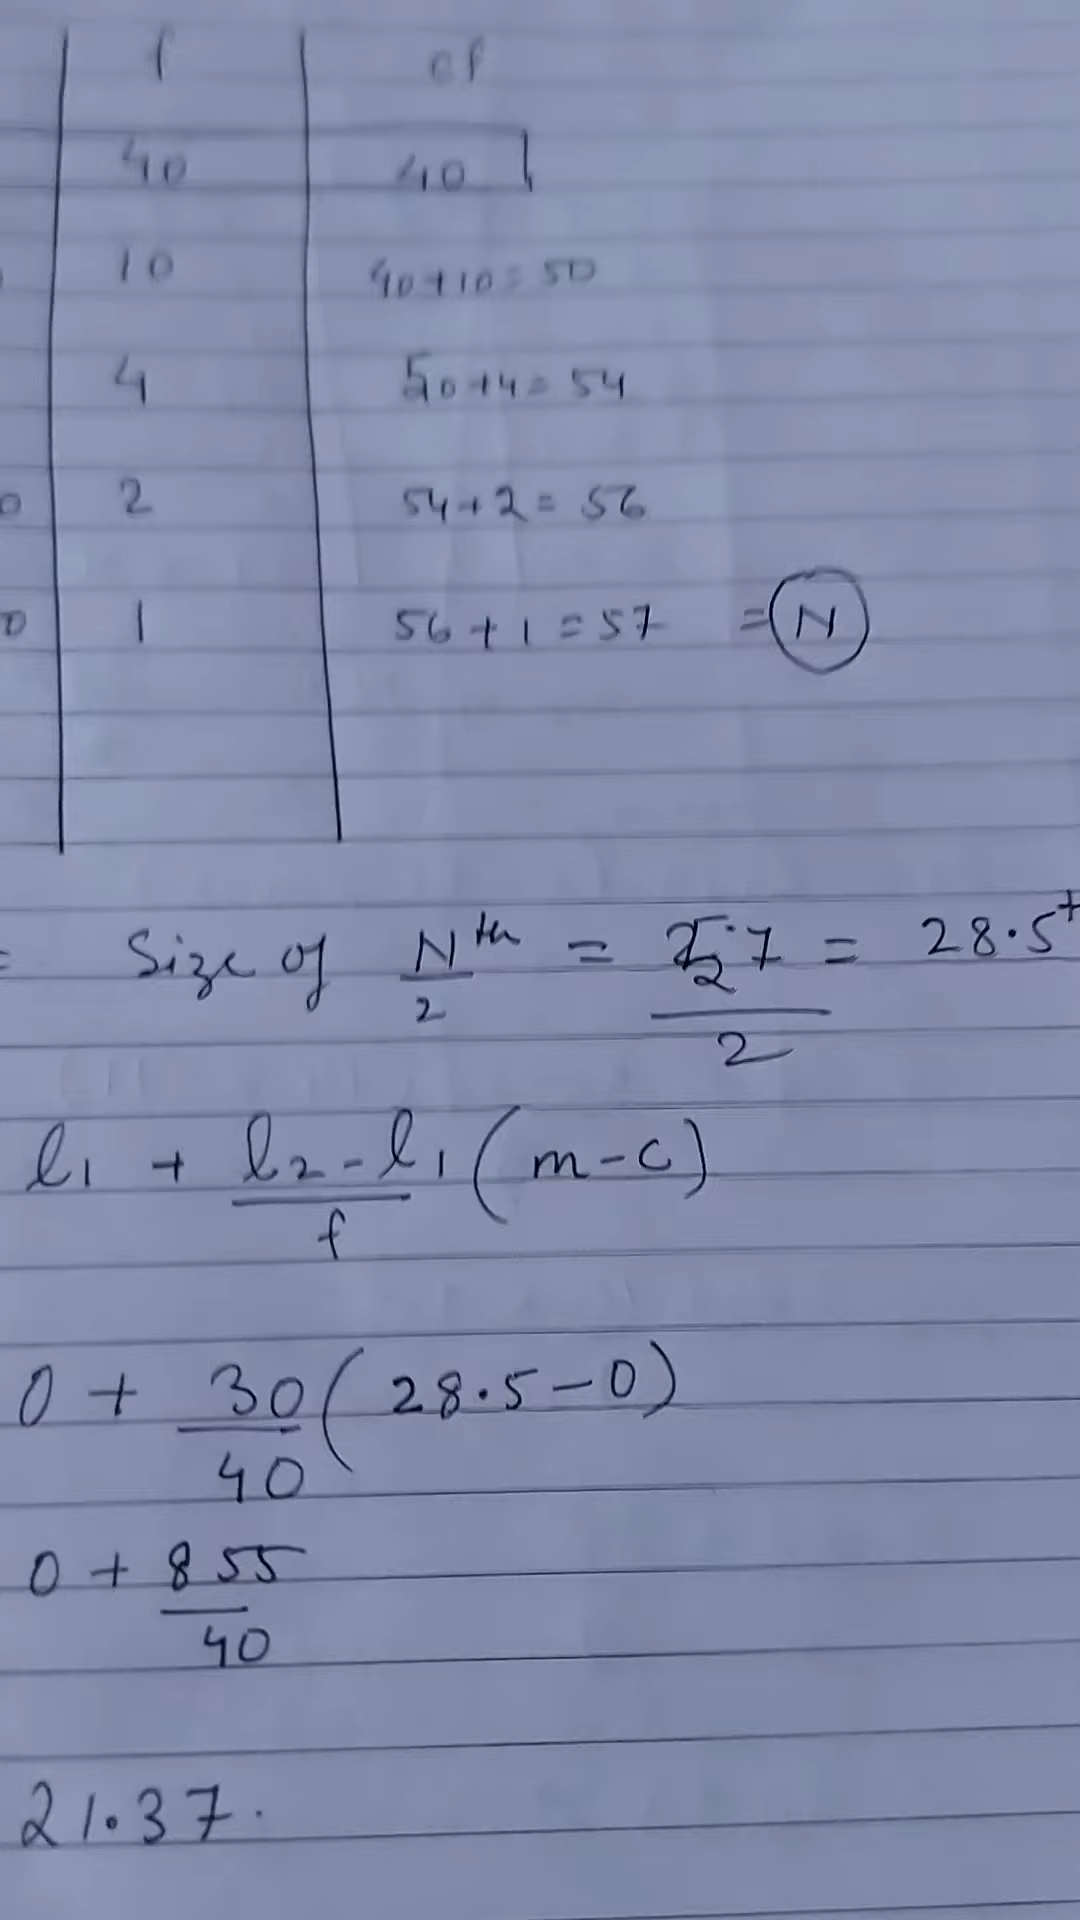 f cf
40 40
10 40+10=50
4 50+4=54
0 2 54+2=56
0 1 56+1=57 = N
= Size of N/2 th = 57/2 = 28.5
l1 + l2-l1/f (m-c)
0 + 30/40 (28.5-0)
0 + 855/40
21.37.